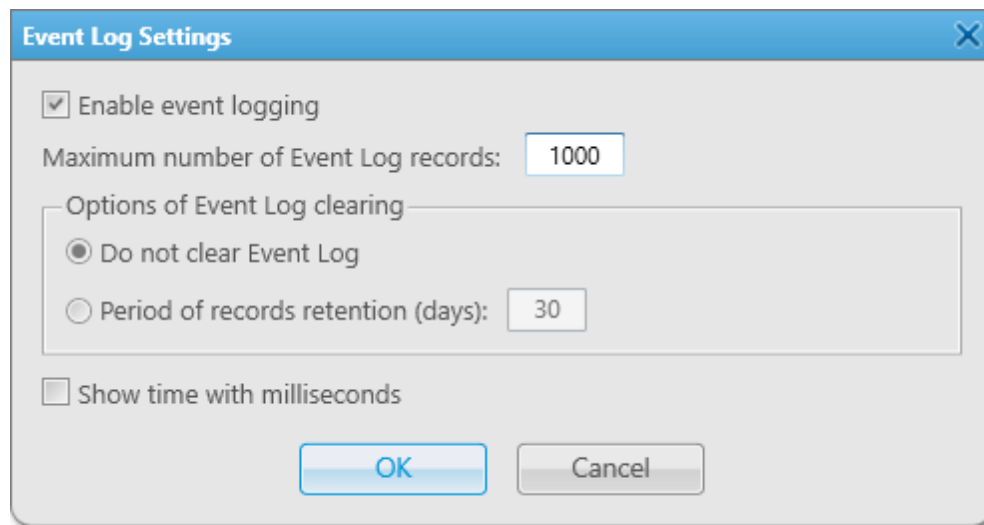 Event Log Settings
Enable event logging
Maximum number of Event Log records: 1000
Options of Event Log clearing
Do not clear Event Log
Period of records retention (days): 30
Show time with milliseconds
OK Cancel